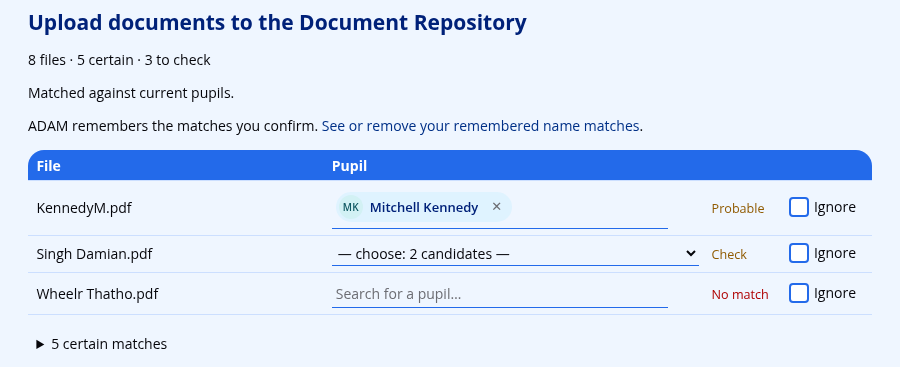 Upload documents to the Document Repository
8 files · 5 certain · 3 to check
Matched against current pupils.
ADAM remembers the matches you confirm. See or remove your remembered name matches.
File Pupil
KennedyM.pdf MK Mitchell Kennedy × Probable Ignore
Singh Damian.pdf — choose: 2 candidates — Check Ignore
Wheelr Thatho.pdf Search for a pupil... No match Ignore
▶ 5 certain matches